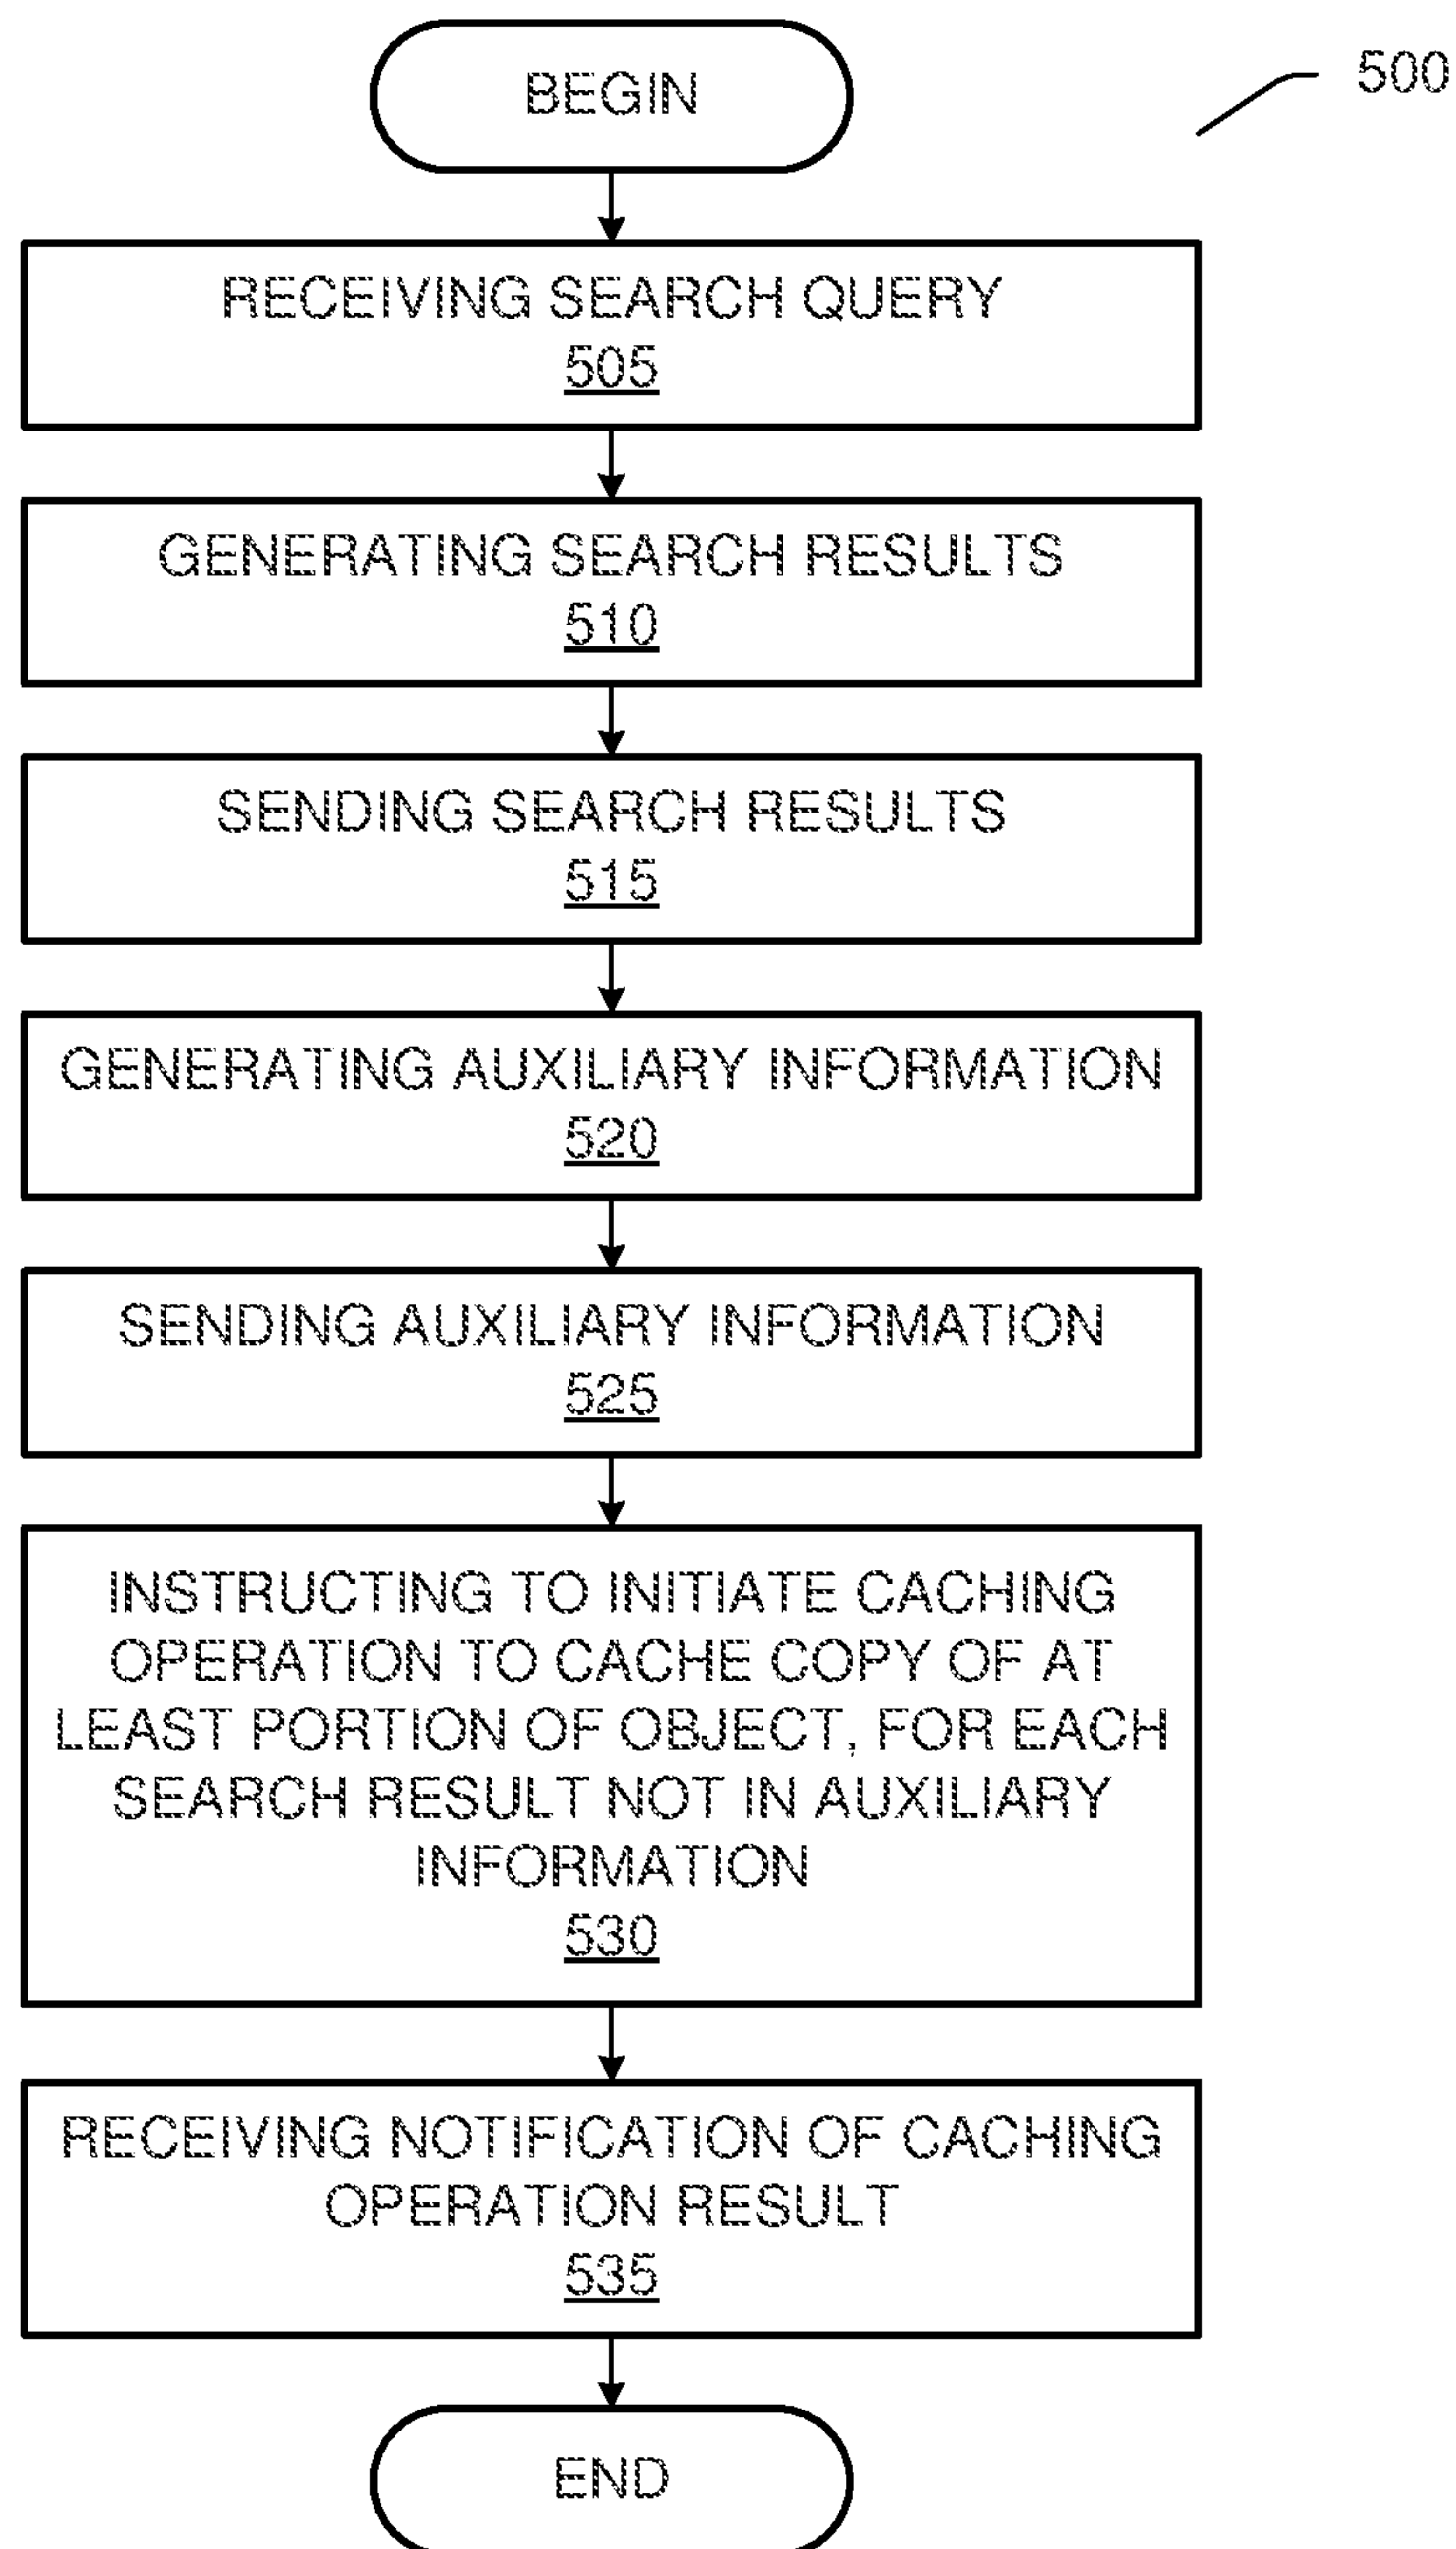 BEGIN
500
RECEIVING SEARCH QUERY
505
GENERATING SEARCH RESULTS
510
SENDING SEARCH RESULTS
515
GENERATING AUXILIARY INFORMATION
520
SENDING AUXILIARY INFORMATION
525
INSTRUCTING TO INITIATE CACHING
OPERATION TO CACHE COPY OF AT
LEAST PORTION OF OBJECT, FOR EACH
SEARCH RESULT NOT IN AUXILIARY
INFORMATION
530
RECEIVING NOTIFICATION OF CACHING
OPERATION RESULT
535
END